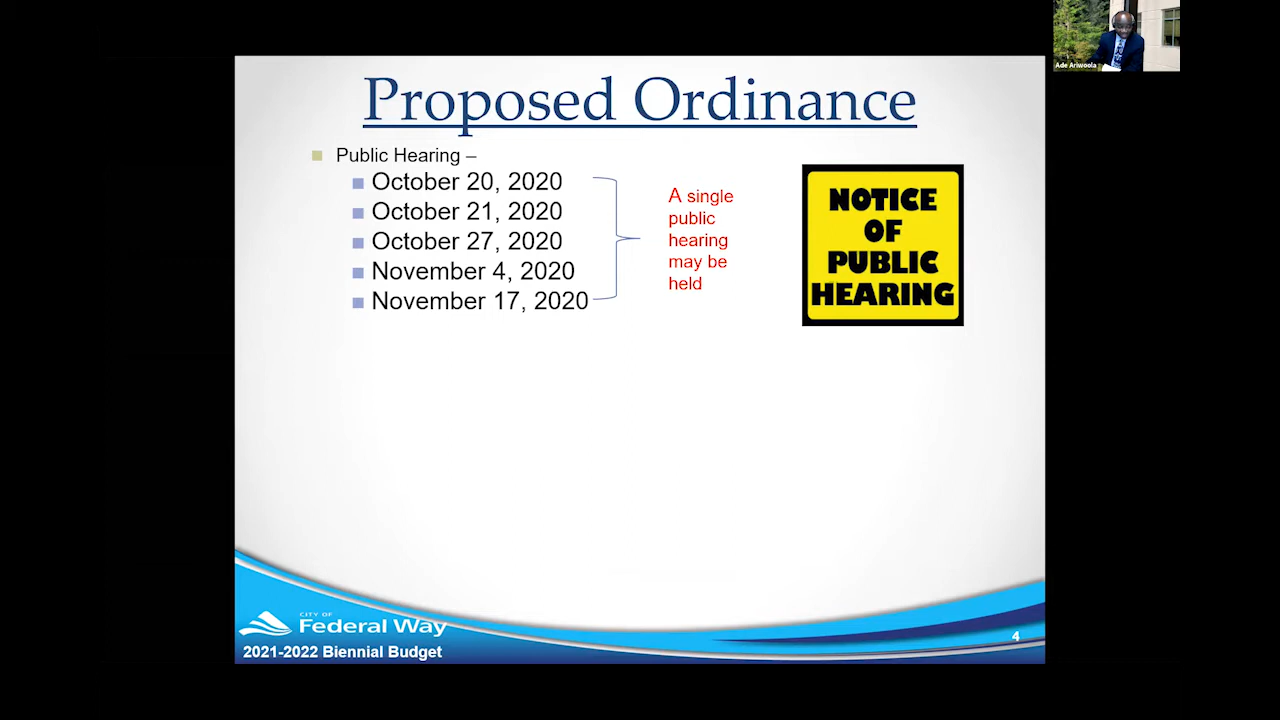 Ade Ariwoola
Proposed Ordinance
Public Hearing –
October 20, 2020
October 21, 2020
October 27, 2020
November 4, 2020
November 17, 2020
A single
public
hearing
may be
held
NOTICE
OF
PUBLIC
HEARING
CITY OF
Federal Way
2021-2022 Biennial Budget
4